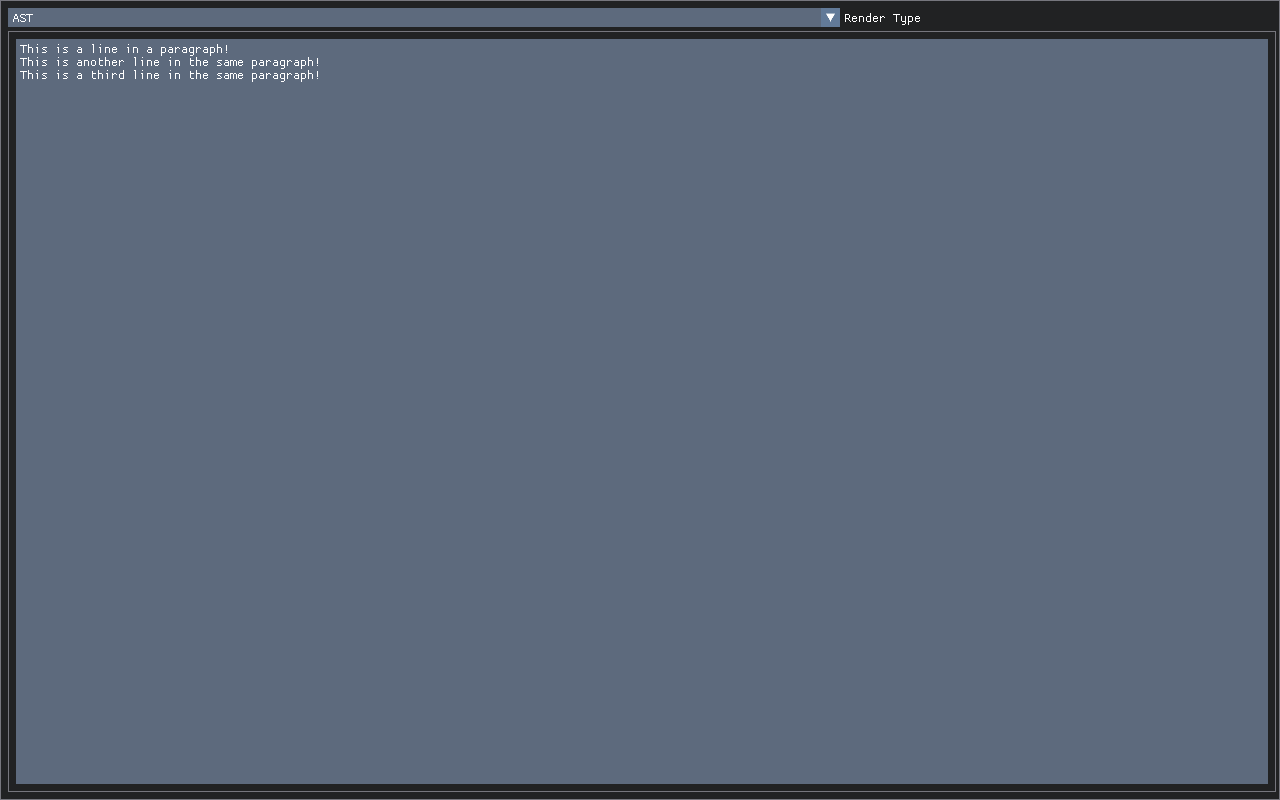 AST
Render Type
This is a line in a paragraph!
This is another line in the same paragraph!
This is a third line in the same paragraph!